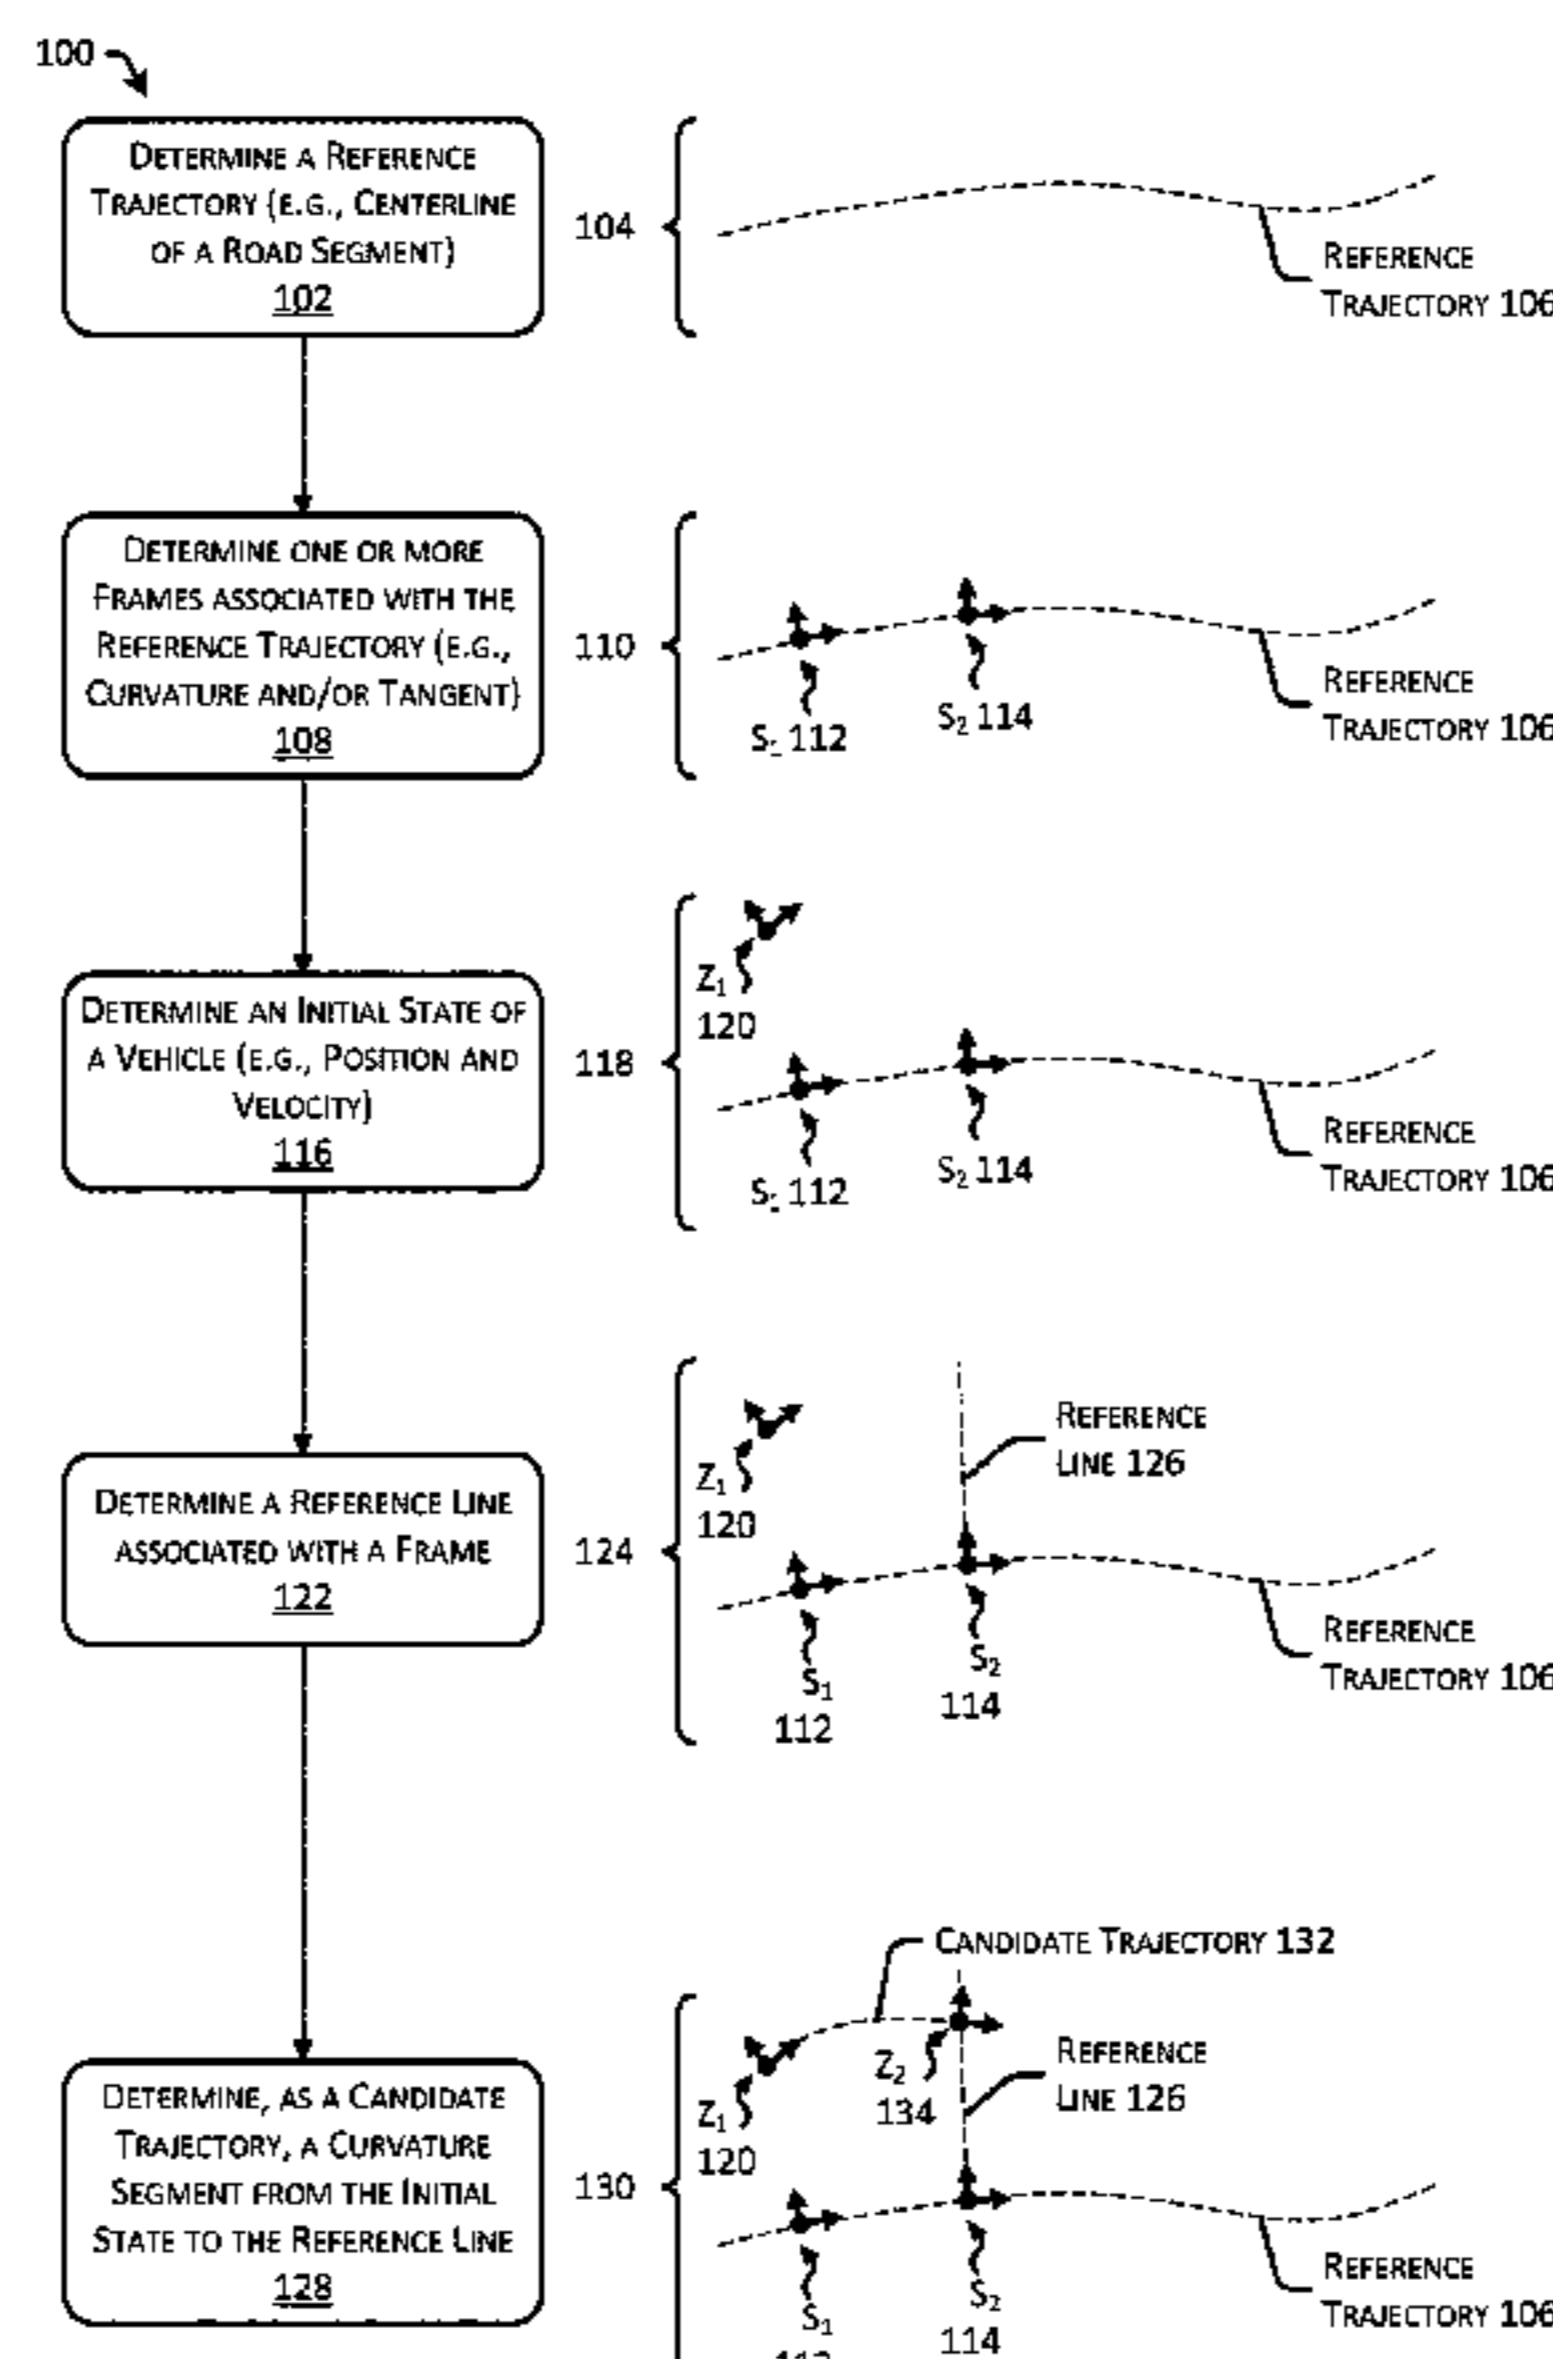 100
DETERMINE A REFERENCE
TRAJECTORY (E.G., CENTERLINE
OF A ROAD SEGMENT)
102
104
REFERENCE
TRAJECTORY 106
DETERMINE ONE OR MORE
FRAMES ASSOCIATED WITH THE
REFERENCE TRAJECTORY (E.G.,
CURVATURE AND/OR TANGENT)
108
110
S₁ 112
S₂ 114
REFERENCE
TRAJECTORY 106
DETERMINE AN INITIAL STATE OF
A VEHICLE (E.G., POSITION AND
VELOCITY)
116
118
Z₁
120
S₁ 112
S₂ 114
REFERENCE
TRAJECTORY 106
DETERMINE A REFERENCE LINE
ASSOCIATED WITH A FRAME
122
124
Z₁
120
REFERENCE
LINE 126
S₁
112
S₂
114
REFERENCE
TRAJECTORY 106
DETERMINE, AS A CANDIDATE
TRAJECTORY, A CURVATURE
SEGMENT FROM THE INITIAL
STATE TO THE REFERENCE LINE
128
130
CANDIDATE TRAJECTORY 132
Z₁
120
Z₂
134
REFERENCE
LINE 126
S₁
S₂
114
REFERENCE
TRAJECTORY 106